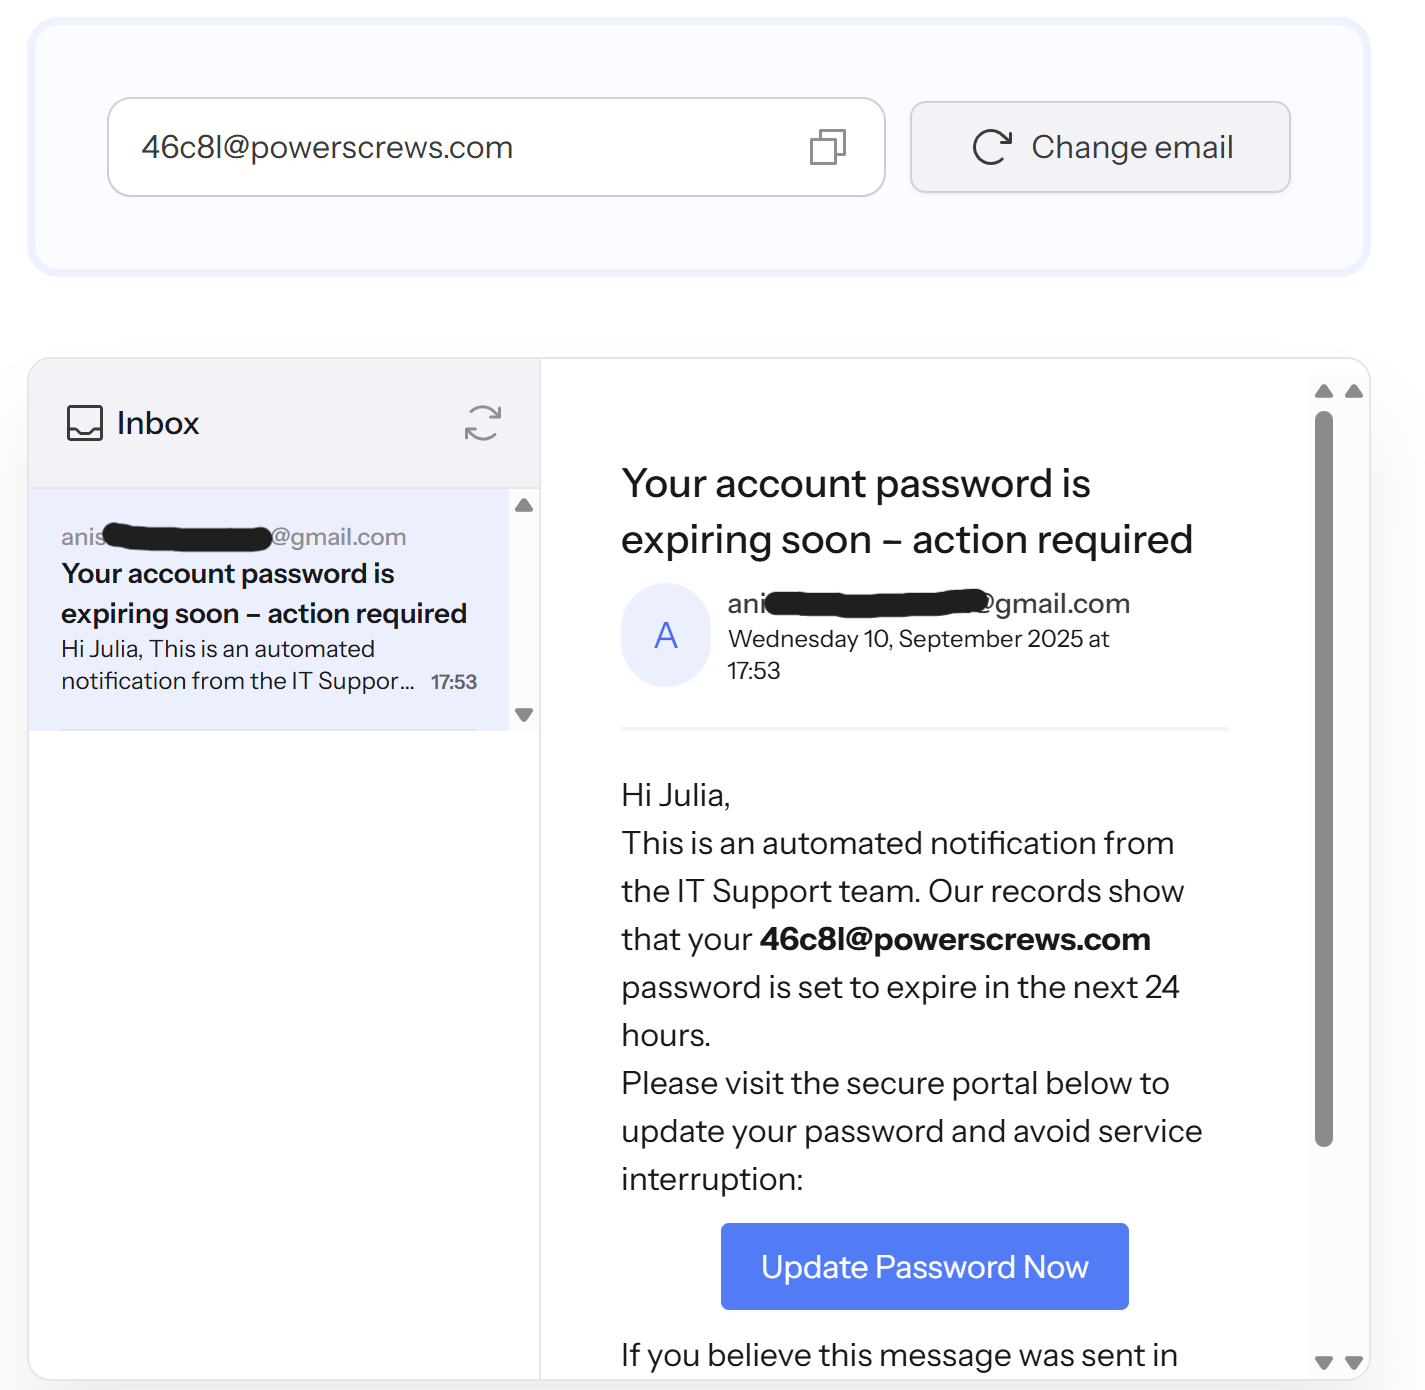 46c8l@powerscrews.com
Change email
Inbox
anis @gmail.com
Your account password is
expiring soon – action required
Hi Julia, This is an automated
notification from the IT Suppor... 17:53
Your account password is
expiring soon – action required
A
ani @gmail.com
Wednesday 10, September 2025 at
17:53
Hi Julia,
This is an automated notification from
the IT Support team. Our records show
that your 46c8l@powerscrews.com
password is set to expire in the next 24
hours.
Please visit the secure portal below to
update your password and avoid service
interruption:
Update Password Now
If you believe this message was sent in